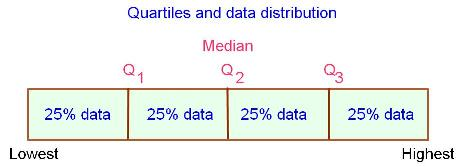 Quartiles and data distribution
Median
Q1 Q2 Q3
25% data 25% data 25% data 25% data
Lowest Highest